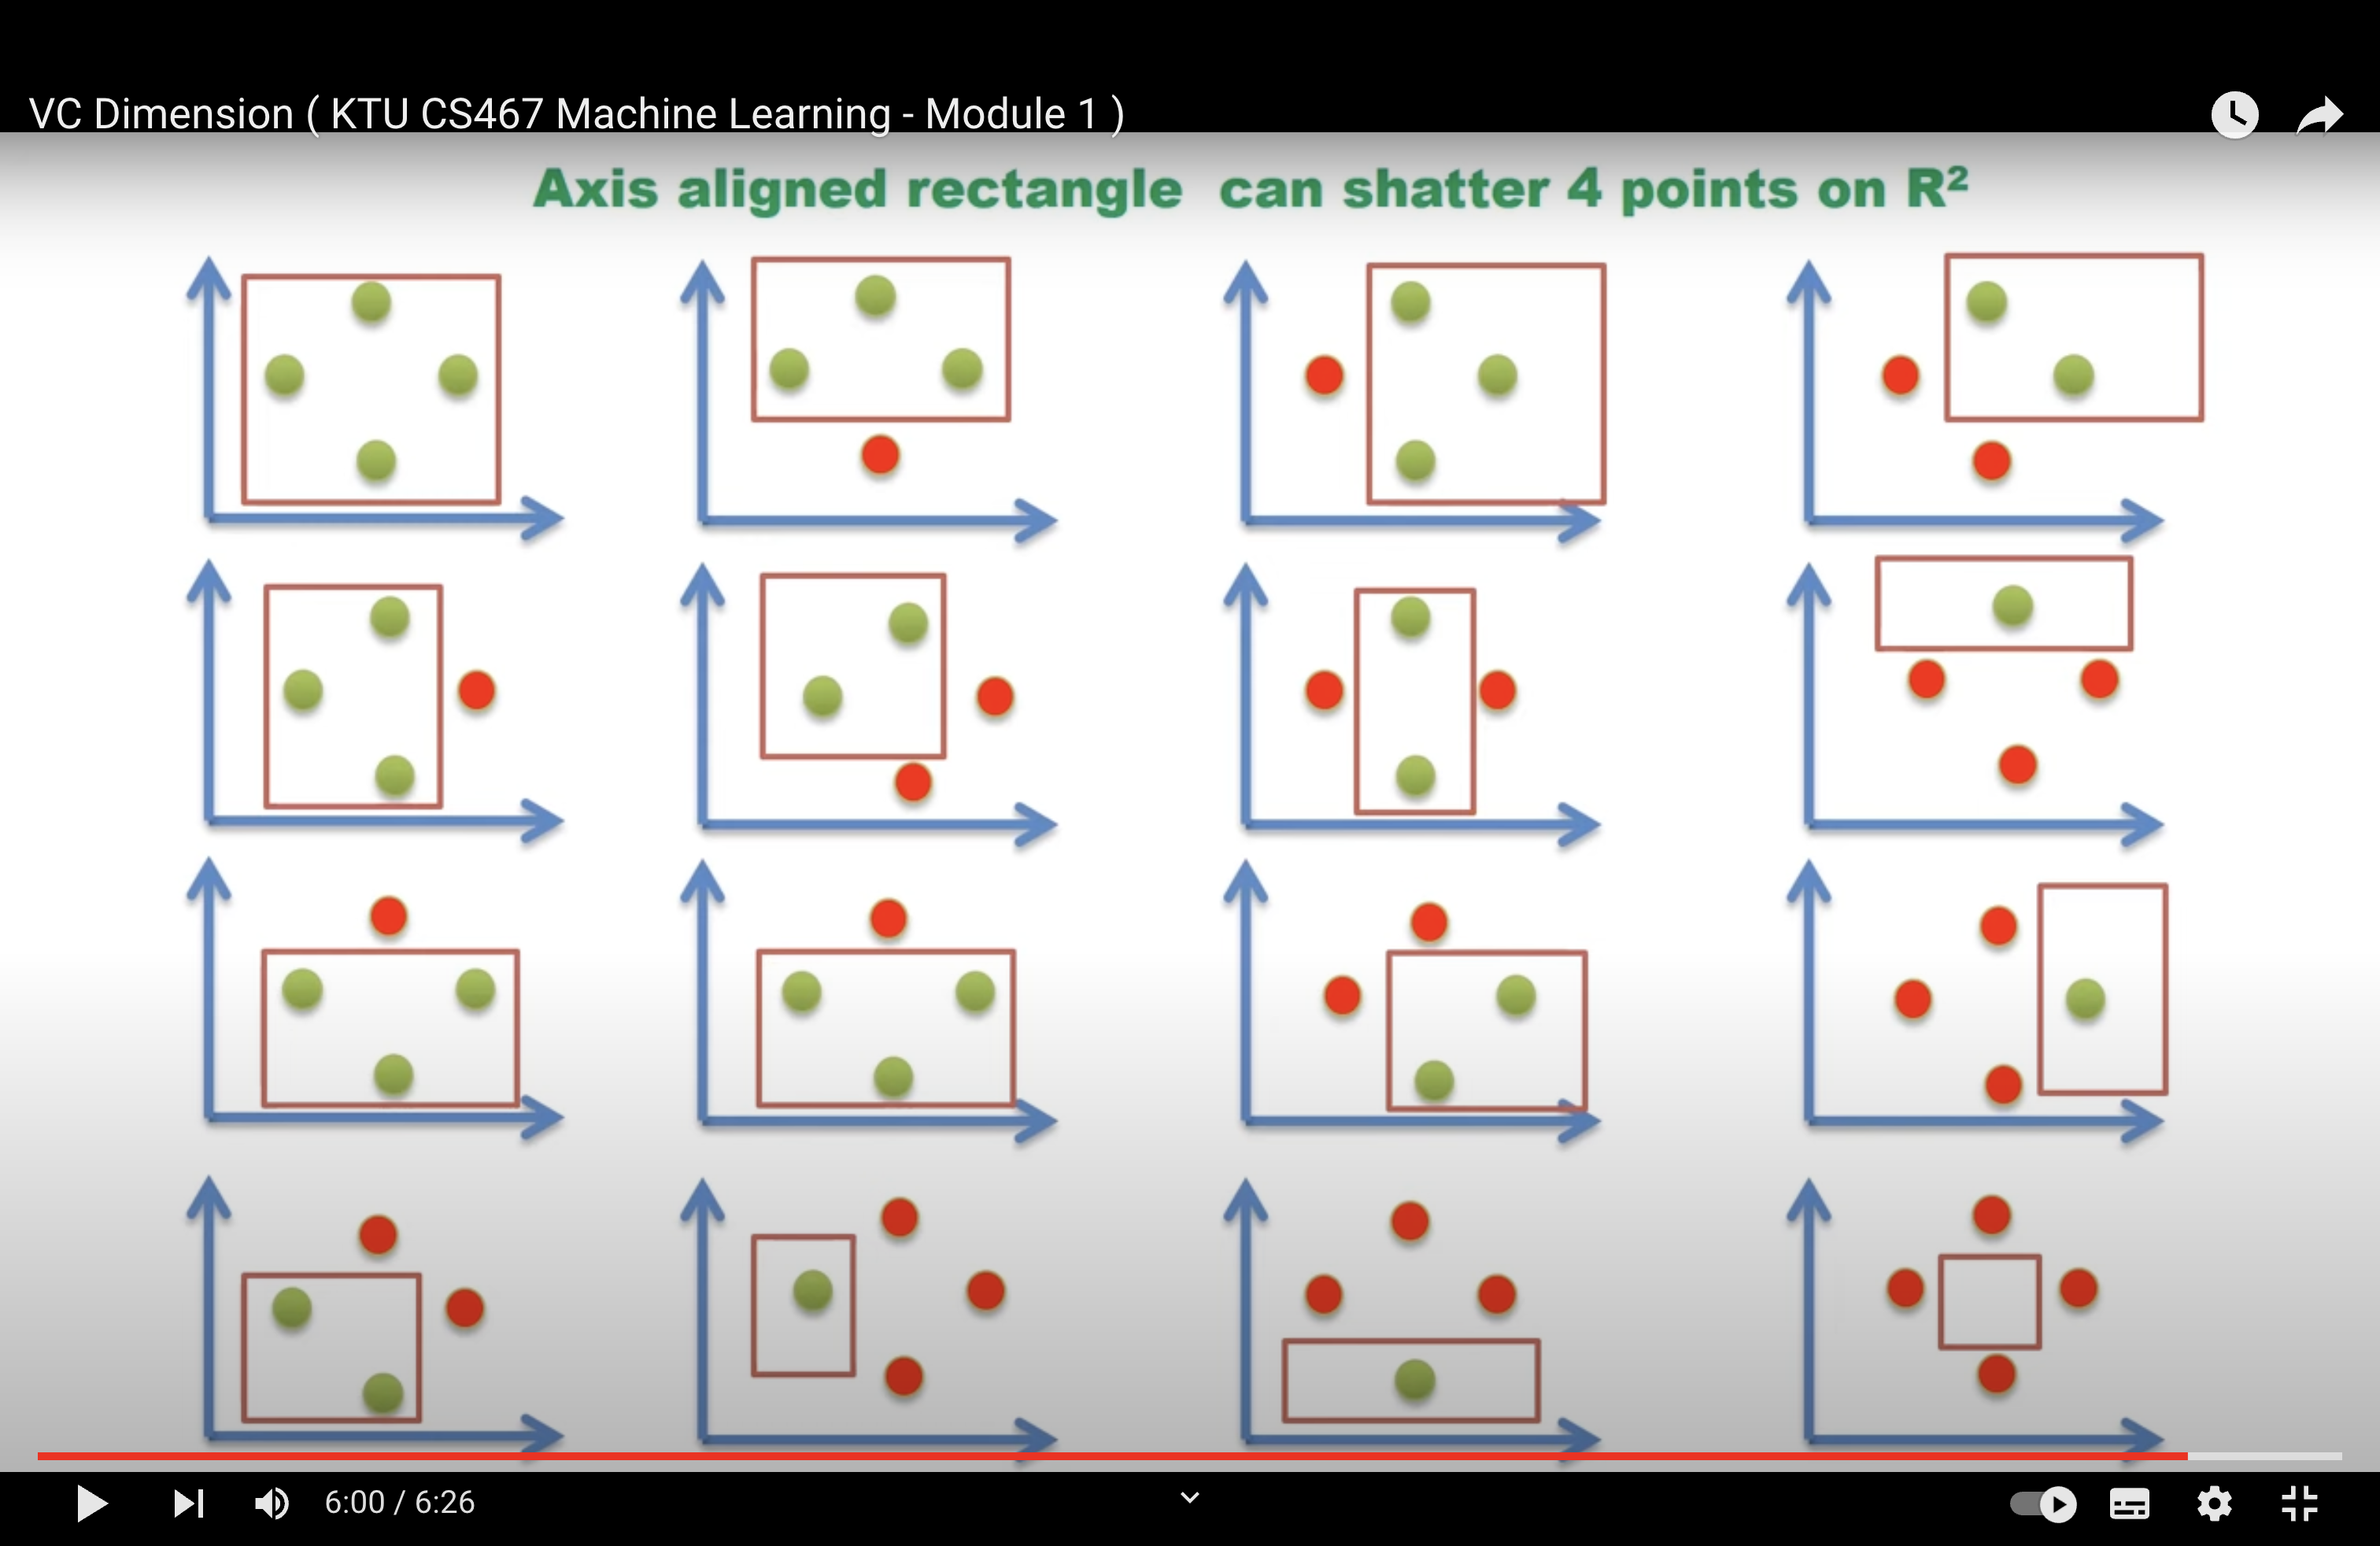 VC Dimension ( KTU CS467 Machine Learning - Module 1 )
Axis aligned rectangle can shatter 4 points on R²
6:00 / 6:26